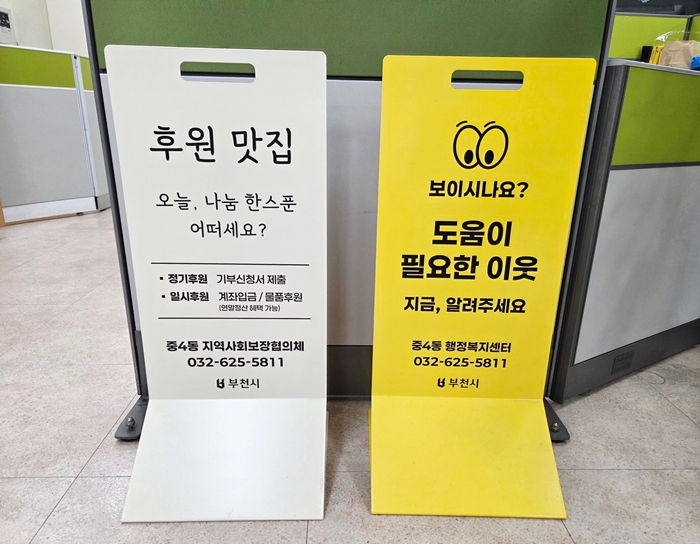 후원 맛집
오늘, 나눔 한스푼
어떠세요?
▪ 정기후원 기부신청서 제출
▪ 일시후원 계좌입금 / 물품후원
(연말정산 혜택 가능)
중4동 지역사회보장협의체
032-625-5811
부천시
보이시나요?
도움이
필요한 이웃
지금, 알려주세요
중4동 행정복지센터
032-625-5811
부천시